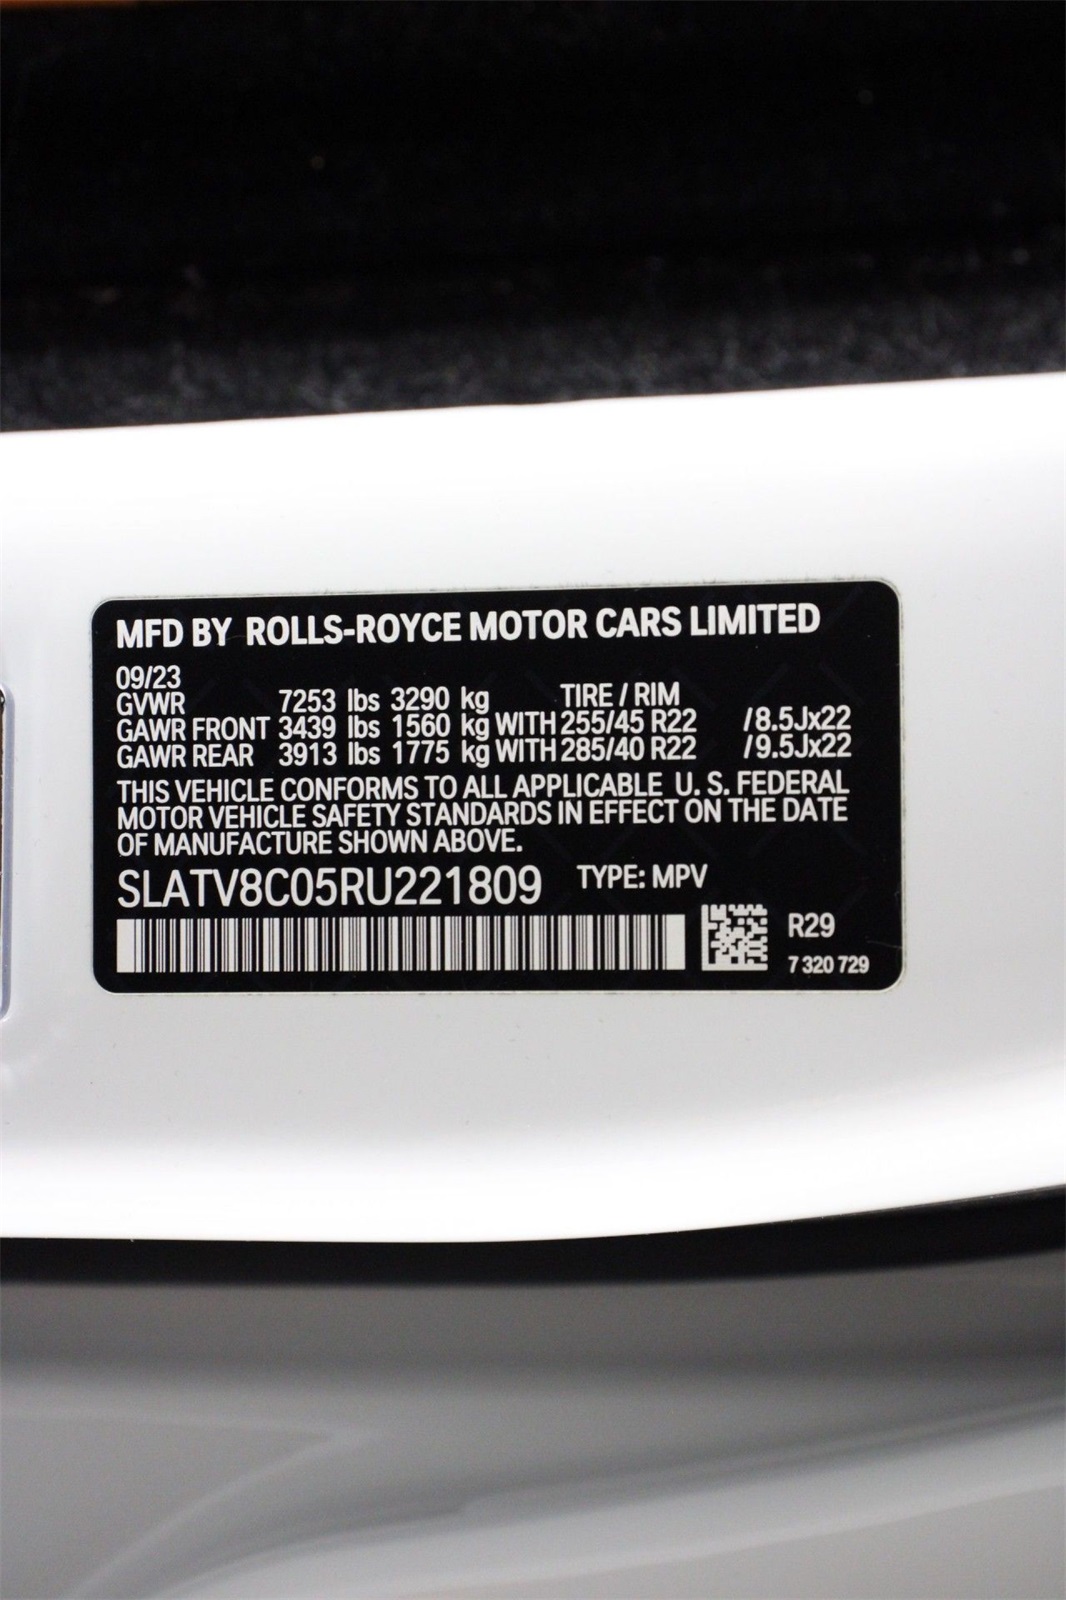 MFD BY ROLLS-ROYCE MOTOR CARS LIMITED
09/23
GVWR 7253 lbs 3290 kg TIRE / RIM
GAWR FRONT 3439 lbs 1560 kg WITH 255/45 R22 /8.5Jx22
GAWR REAR 3913 lbs 1775 kg WITH 285/40 R22 /9.5Jx22
THIS VEHICLE CONFORMS TO ALL APPLICABLE U. S. FEDERAL
MOTOR VEHICLE SAFETY STANDARDS IN EFFECT ON THE DATE
OF MANUFACTURE SHOWN ABOVE.
SLATV8C05RU221809 TYPE: MPV
R29
7 320 729